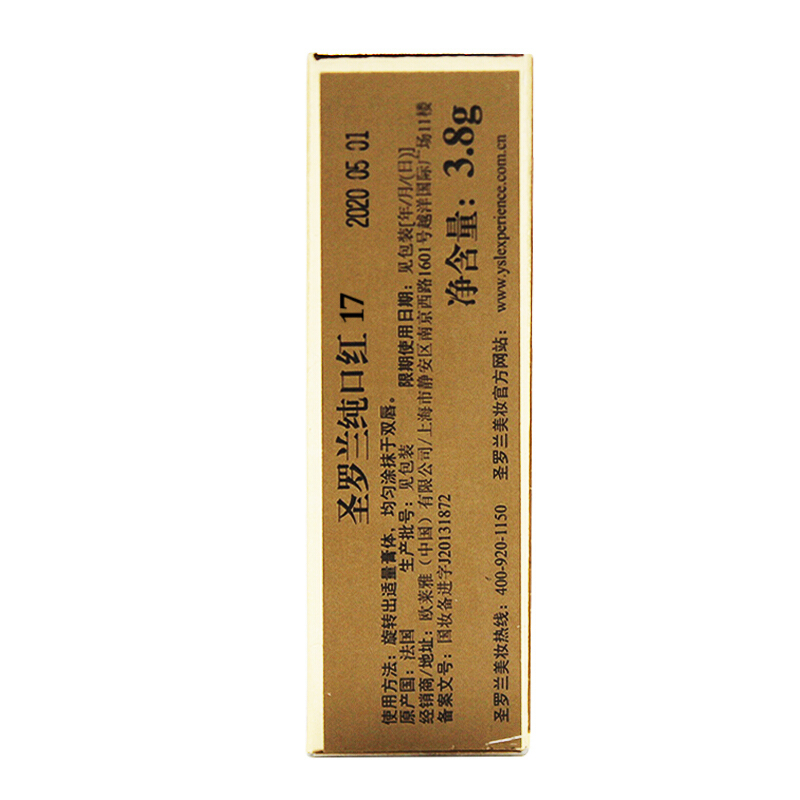 圣罗兰纯口红 17 2020 05 01
使用方法：旋转出适量膏体，均匀涂抹于双唇。 限期使用日期：见包装[年/月/(日)]
原产国：法国 生产批号：见包装
经销商/地址：欧莱雅（中国）有限公司/上海市静安区南京西路1601号越洋国际广场11楼
备案文号：国妆备进字J20131872
净含量：3.8g
圣罗兰美妆热线：400-920-1150 圣罗兰美妆官方网站：www.yslexperience.com.cn